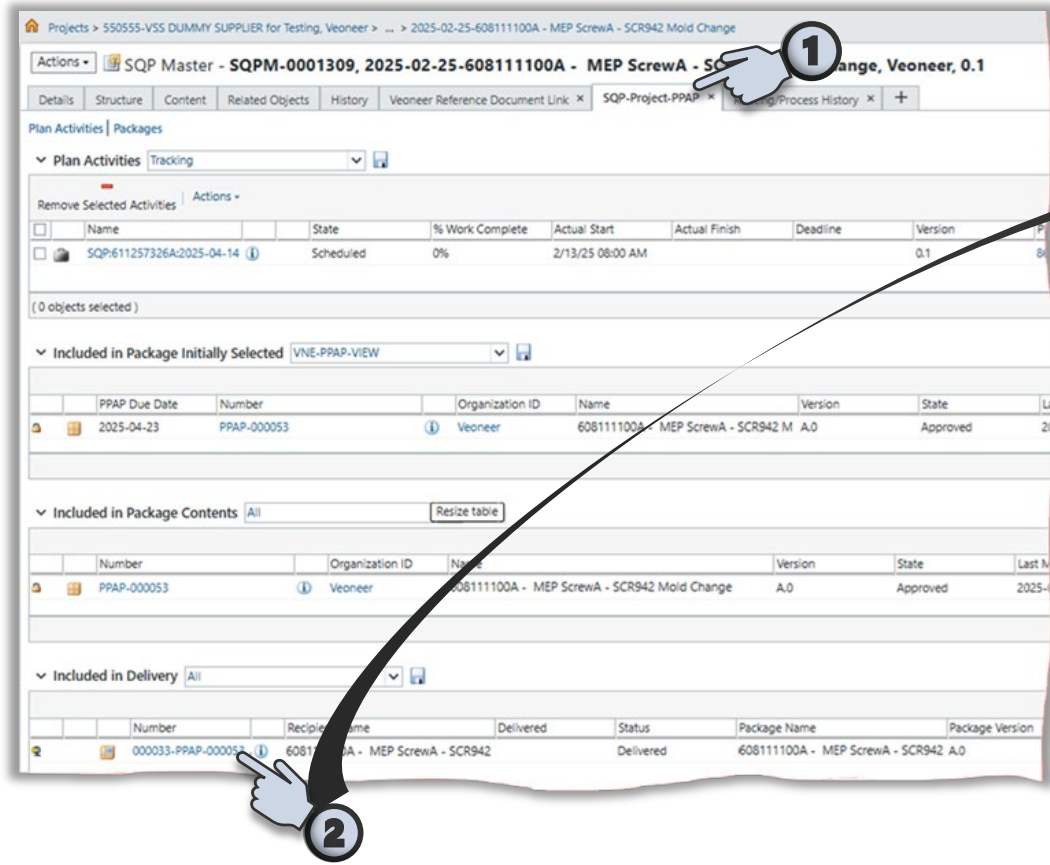 Projects > 550555-VSS DUMMY SUPPLIER for Testing, Veoneer > ... > 2025-02-25-608111100A - MEP ScrewA - SCR942 Mold Change
1
Actions SQP Master - SQPM-0001309, 2025-02-25-608111100A - MEP ScrewA - SC ange, Veoneer, 0.1
Details Structure Content Related Objects History Veoneer Reference Document Link × SQP-Project-PPAP × /Process History × +
Plan Activities | Packages
Plan Activities Tracking
Remove Selected Activities Actions
Name State % Work Complete Actual Start Actual Finish Deadline Version P
SQP:611257326A:2025-04-14 Scheduled 0% 2/13/25 08:00 AM 0.1
( 0 objects selected )
Included in Package Initially Selected VNE-PPAP-VIEW
PPAP Due Date Number Organization ID Name Version State
2025-04-23 PPAP-000053 Veoneer 608111100A - MEP ScrewA - SCR942 M A.0 Approved
Included in Package Contents All Resize table
Number Organization ID Name Version State Last M
PPAP-000053 Veoneer 608111100A - MEP ScrewA - SCR942 Mold Change A.0 Approved 2025-
Included in Delivery All
Number Recipie ame Delivered Status Package Name Package Version
000033-PPAP-000053 6081 0A - MEP ScrewA - SCR942 Delivered 608111100A - MEP ScrewA - SCR942 A.0
2